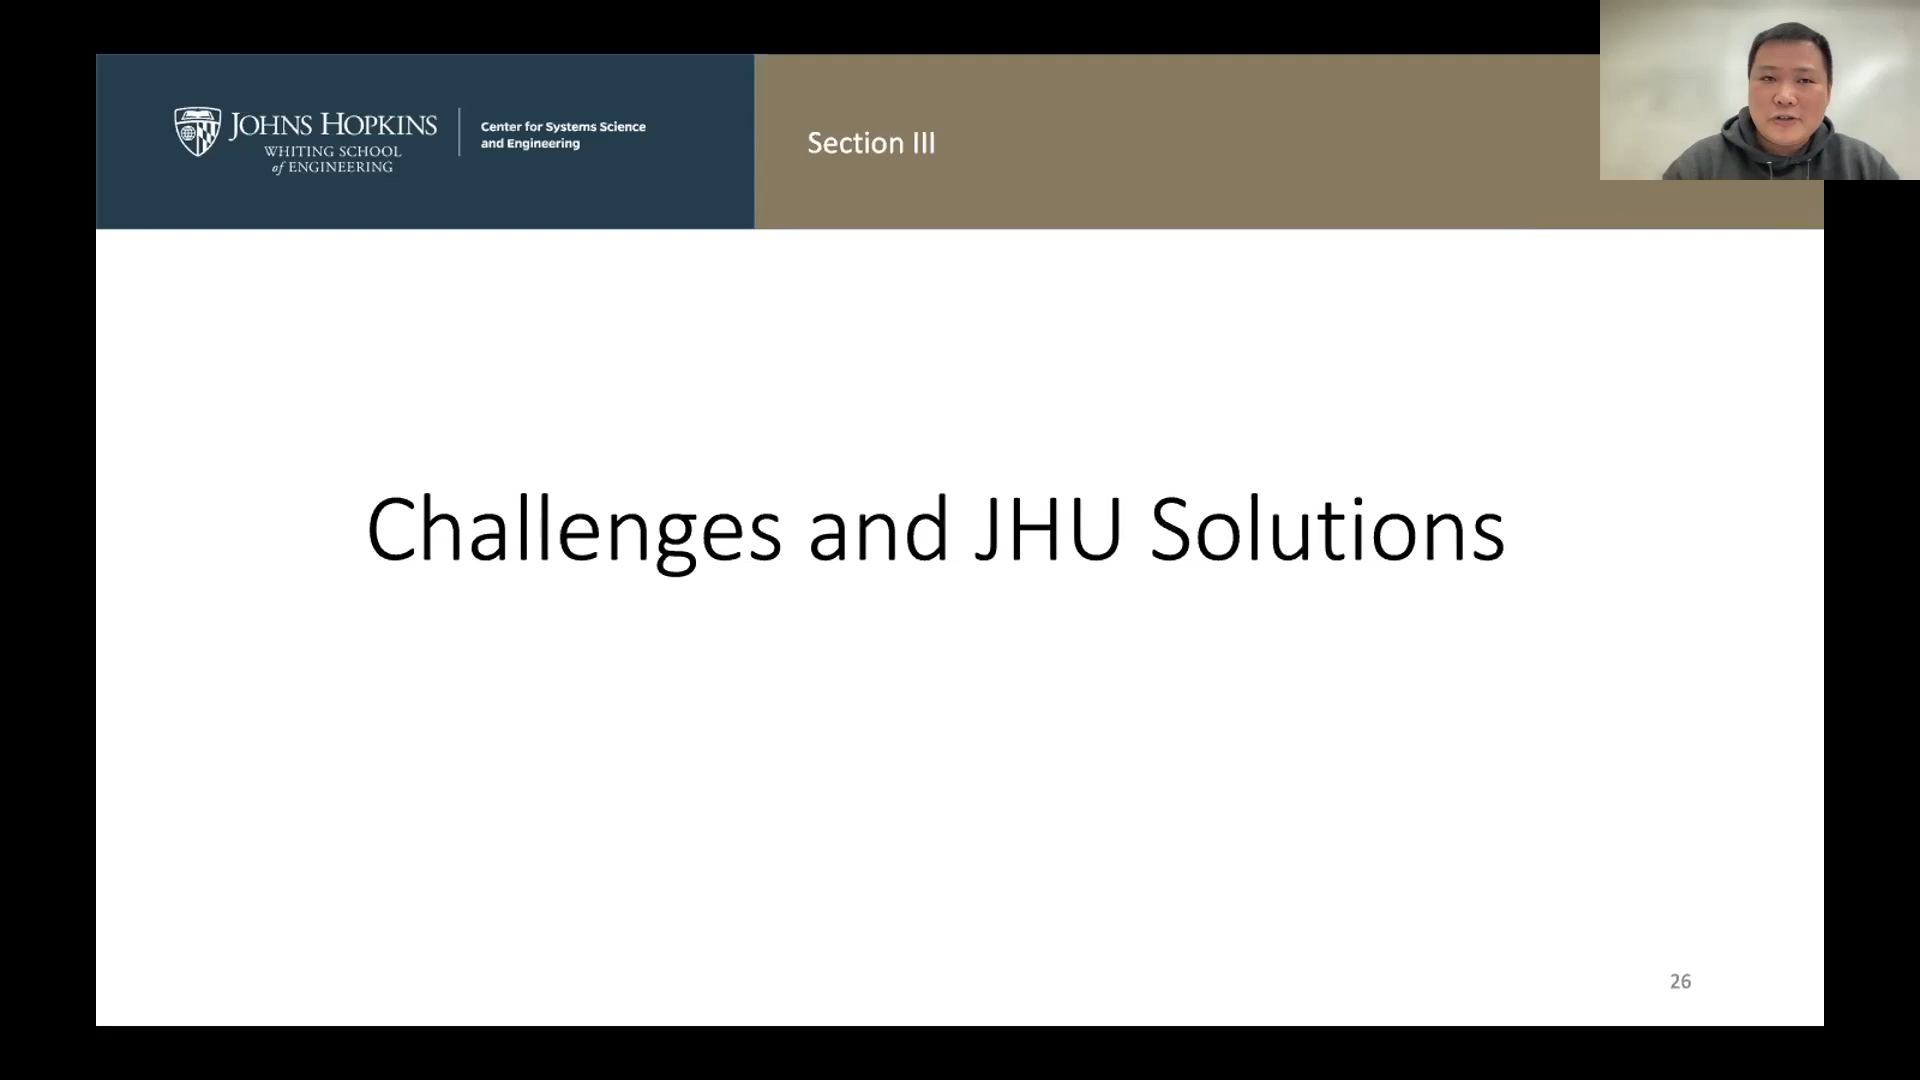 JOHNS HOPKINS
WHITING SCHOOL
of ENGINEERING
Center for Systems Science
and Engineering
Section III
Challenges and JHU Solutions
26